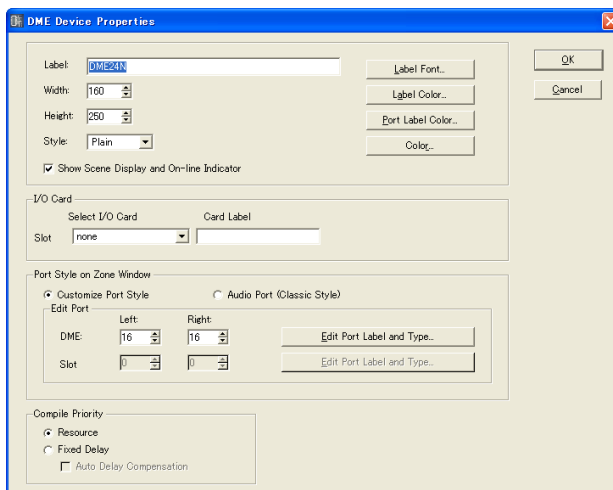 DME Device Properties
Label: DME24N Label Font... OK
Width: 160 Label Color... Cancel
Height: 250 Port Label Color...
Style: Plain Color...
Show Scene Display and On-line Indicator
I/O Card
Select I/O Card Card Label
Slot none
Port Style on Zone Window
Customize Port Style Audio Port (Classic Style)
Edit Port
Left: Right:
DME: 16 16 Edit Port Label and Type...
Slot 0 0 Edit Port Label and Type...
Compile Priority
Resource
Fixed Delay
Auto Delay Compensation